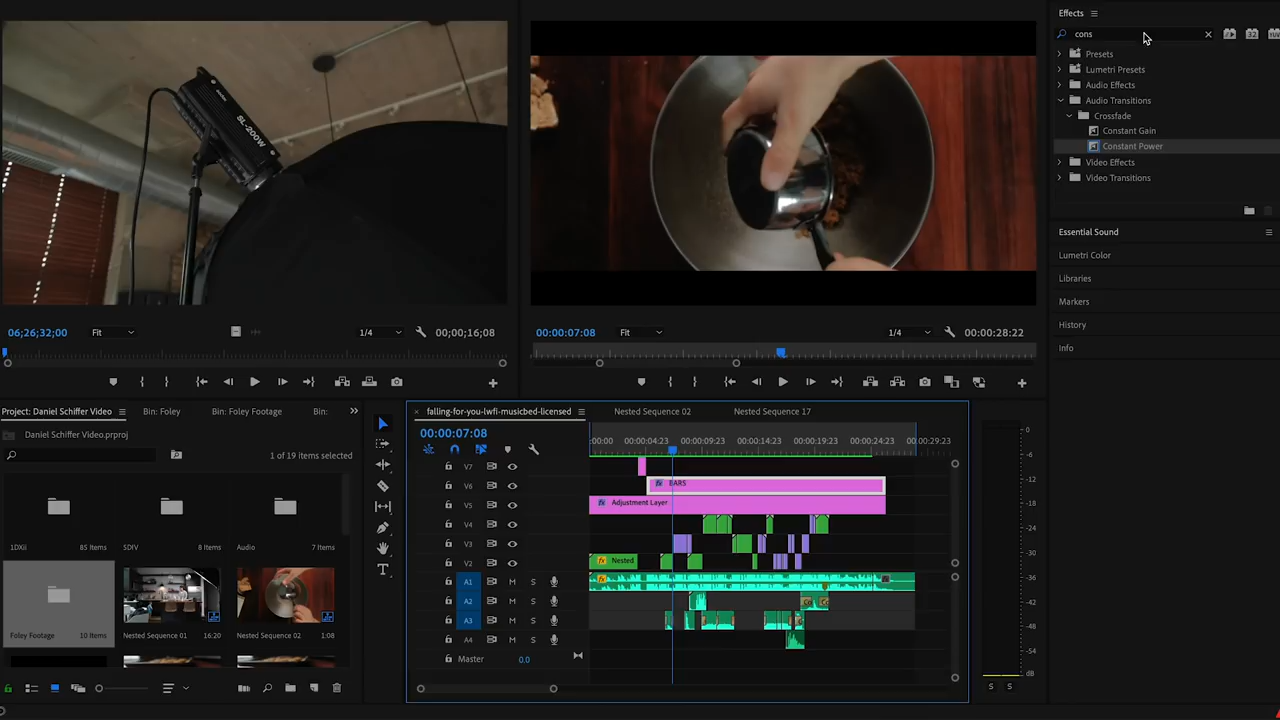 Effects
cons
Presets
Lumetri Presets
Audio Effects
Audio Transitions
Crossfade
Constant Gain
Constant Power
Video Effects
Video Transitions
Essential Sound
Lumetri Color
Libraries
Markers
History
Info
SL-200W
06;26;32;00 Fit 1/4 00;00;16;08
00:00:07:08 Fit 1/4 00:00:28:22
Project: Daniel Schiffer Video Bin: Foley Bin: Foley Footage Bin:
Daniel Schiffer Video.prproj
1 of 19 items selected
1DXii 85 Items
5DIV 8 Items
Audio 7 Items
Foley Footage 10 Items
Nested Sequence 01 16:20
Nested Sequence 02 1:08
falling-for-you-lwfi-musicbed-licensed Nested Sequence 02 Nested Sequence 17
00:00:07:08
:00:00 00:00:04:23 00:00:09:23 00:00:14:23 00:00:19:23 00:00:24:23 00:00:29:23
V7
V6 fx BARS
V5 fx Adjustment Layer
V4
V3
V2 fx Nested
A1 M S
A2 M S
A3 M S
A4 M S
Master 0.0
0
-6
-12
-18
-24
-30
-36
-42
-48
-54
dB
S S